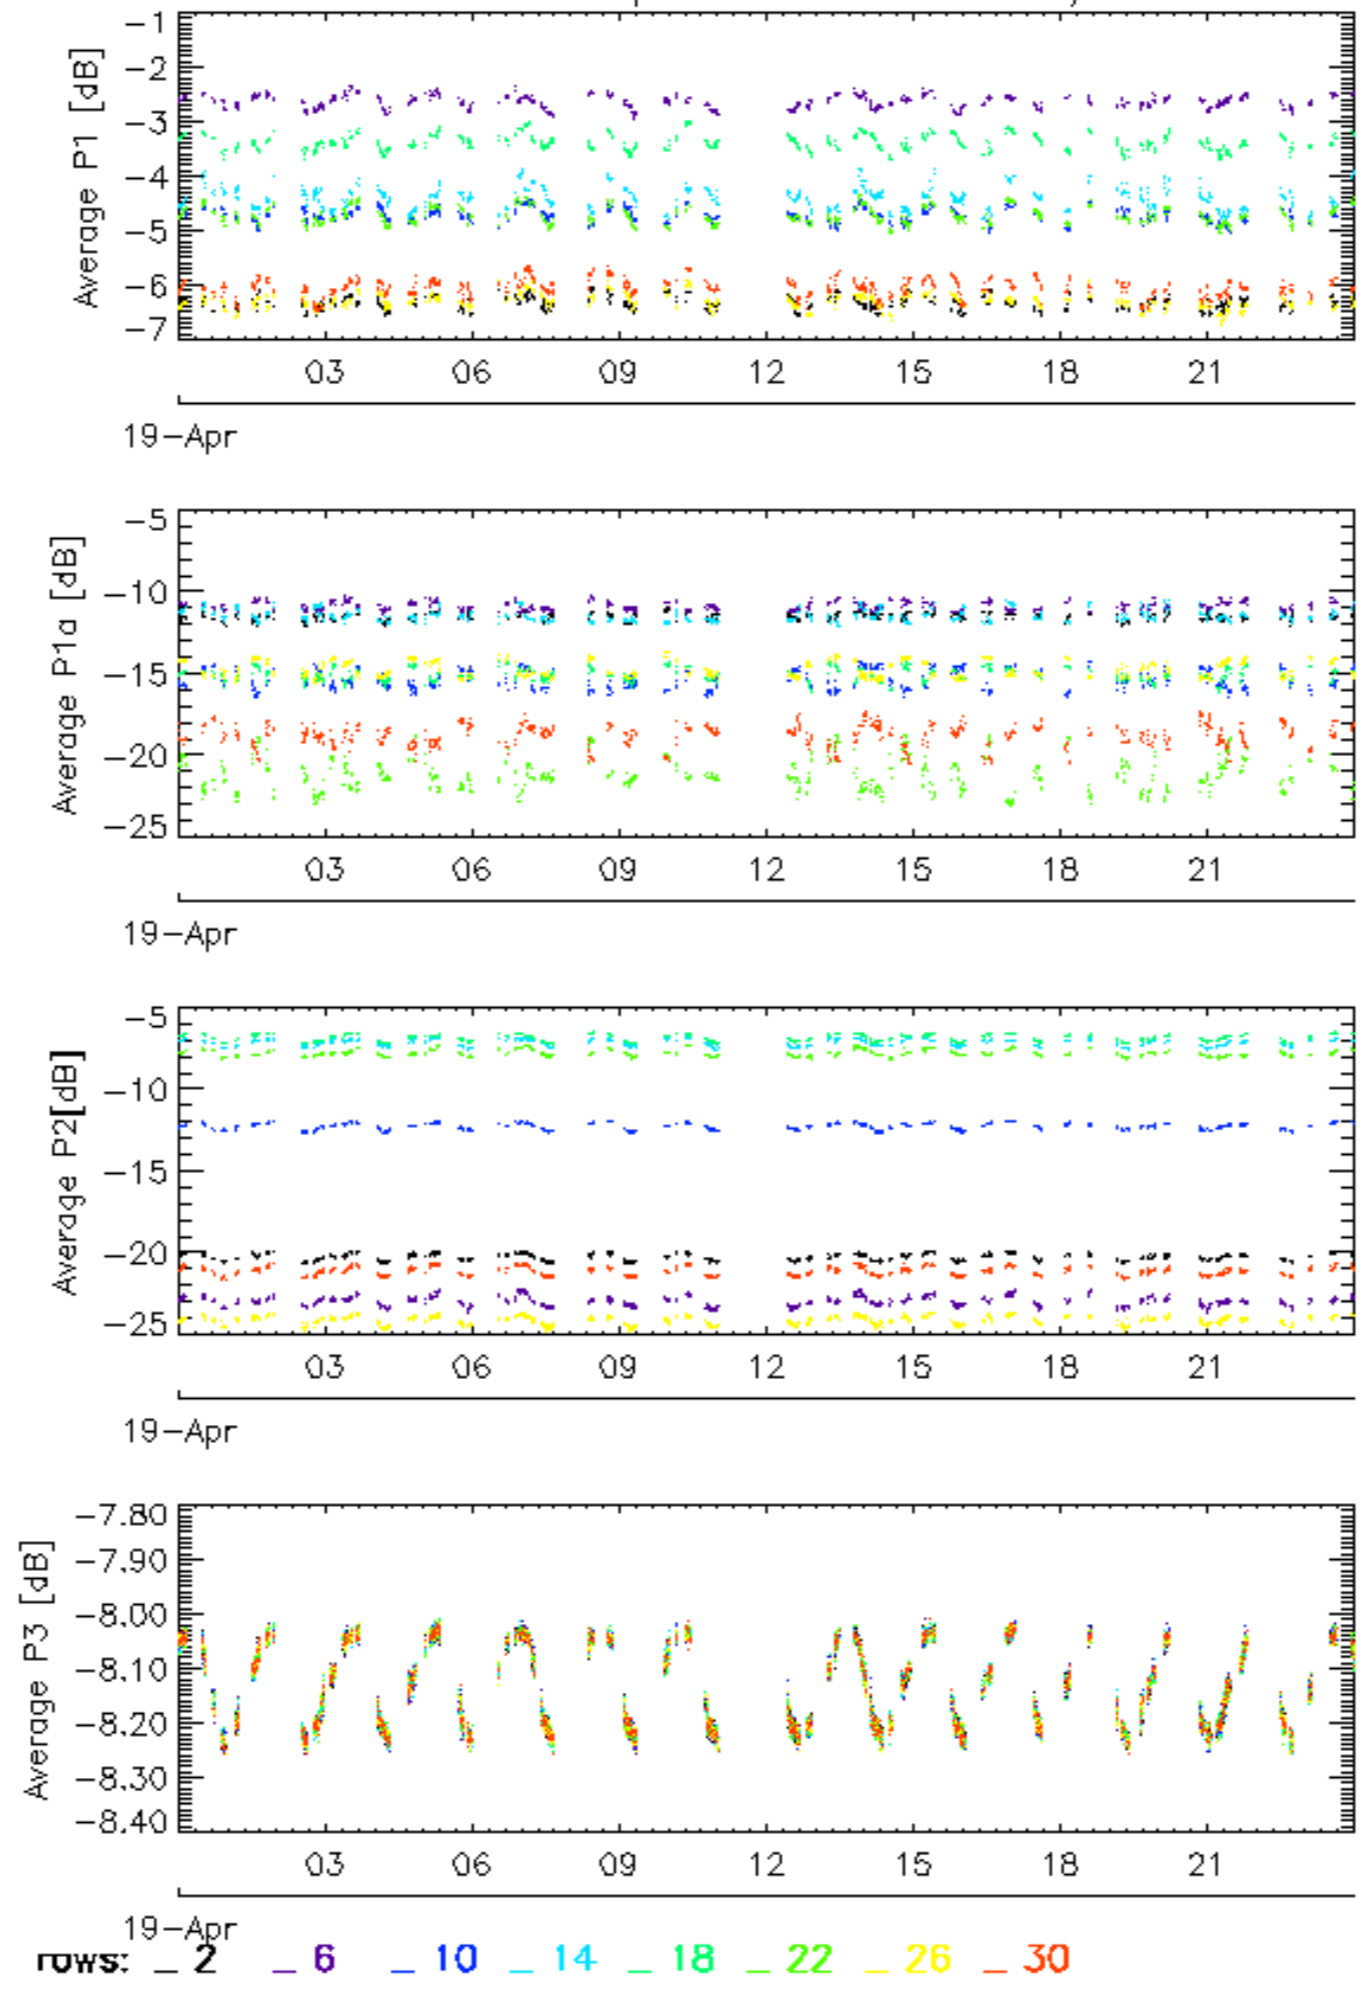 Average P1 [dB]
-1
-2
-3
-4
-5
-6
-7
03 06 09 12 15 18 21
19-Apr
Average P1a [dB]
-5
-10
-15
-20
-25
03 06 09 12 15 18 21
19-Apr
Average P2[dB]
-5
-10
-15
-20
-25
03 06 09 12 15 18 21
19-Apr
Average P3 [dB]
-7.80
-7.90
-8.00
-8.10
-8.20
-8.30
-8.40
03 06 09 12 15 18 21
19-Apr
rows: _ 2 _ 6 _ 10 _ 14 _ 18 _ 22 _ 26 _ 30